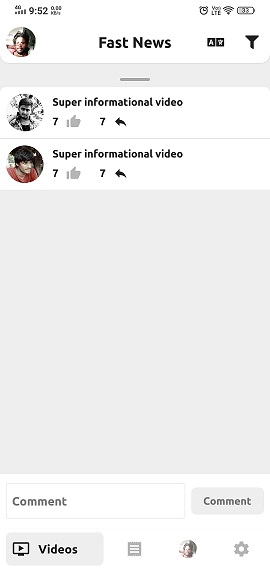 4G 9:52 0.00 KB/s Vo) LTE 33
Fast News
Super informational video
7 7
Super informational video
7 7
Comment Comment
Videos